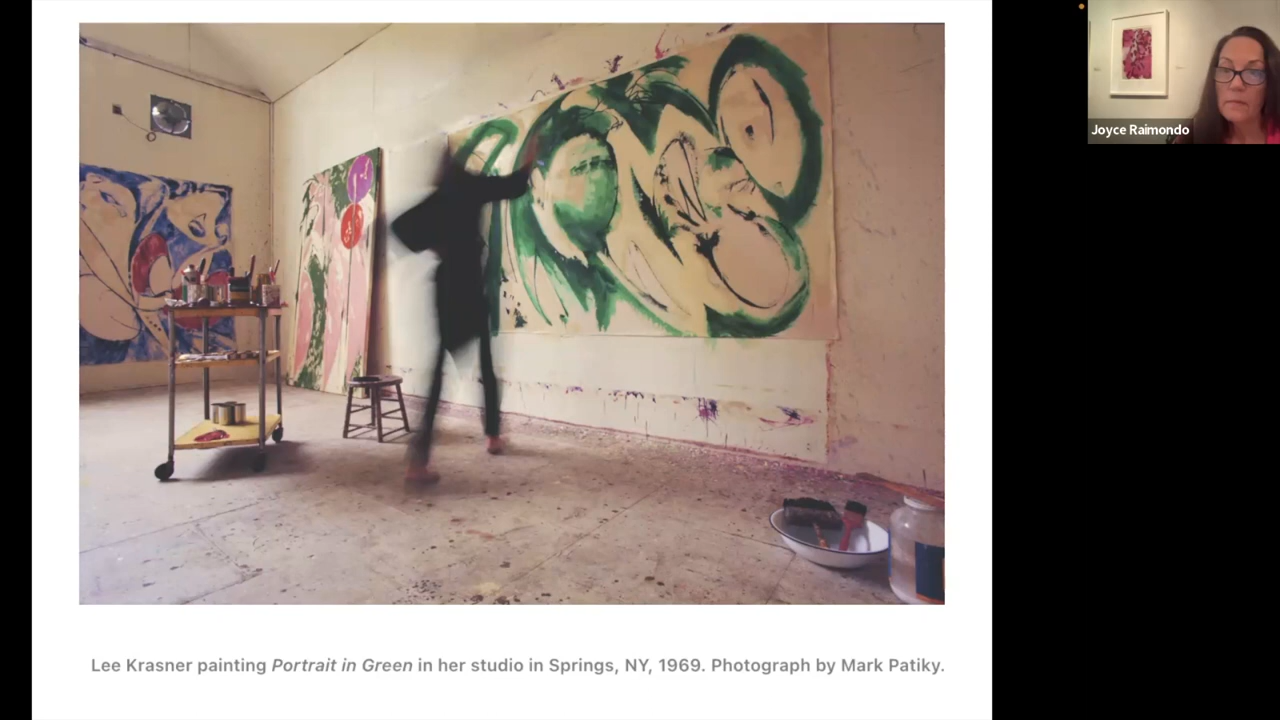 Joyce Raimondo
Lee Krasner painting Portrait in Green in her studio in Springs, NY, 1969. Photograph by Mark Patiky.